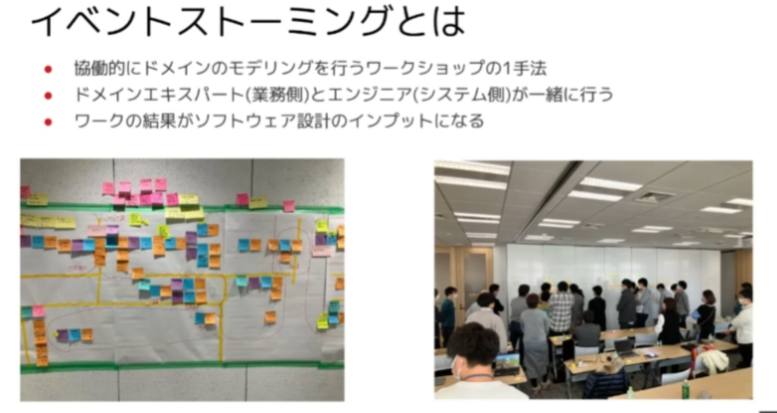 イベントストーミングとは
● 協働的にドメインのモデリングを行うワークショップの1手法
● ドメインエキスパート(業務側)とエンジニア(システム側)が一緒に行う
● ワークの結果がソフトウェア設計のインプットになる